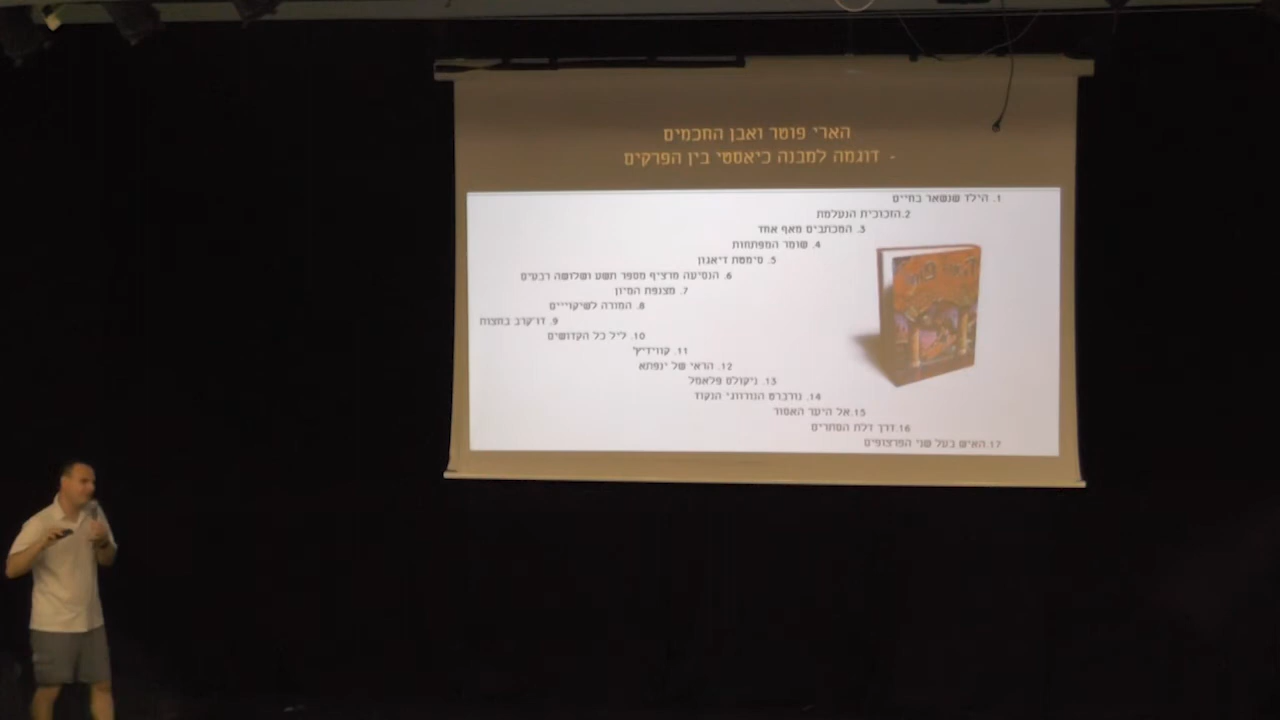 הארי פוטר ואבן החכמים
- דוגמה למבנה כיאסטי בין הפרקים
1. הילד שנשאר בחיים
2.הזכוכית הנעלמת
3. המכתבים מאף אחד
4. שומר המפתחות
5. סימטת דיאגון
6. הנסיעה מרציף מספר תשע ושלושה רבעים
7. מצנפת המיון
8. המורה לשיקויים
9. דו'קרב בחצות
10. ליל כל הקדושים
11. קווידיץ'
12. הראי של ינפתא
13. ניקולס פלאמל
14. נורברט הנורווגי הנקוד
15.אל היער האסור
16.דרך דלת הסתרים
17.האיש בעל שני הפרצופים
הארי פוטר